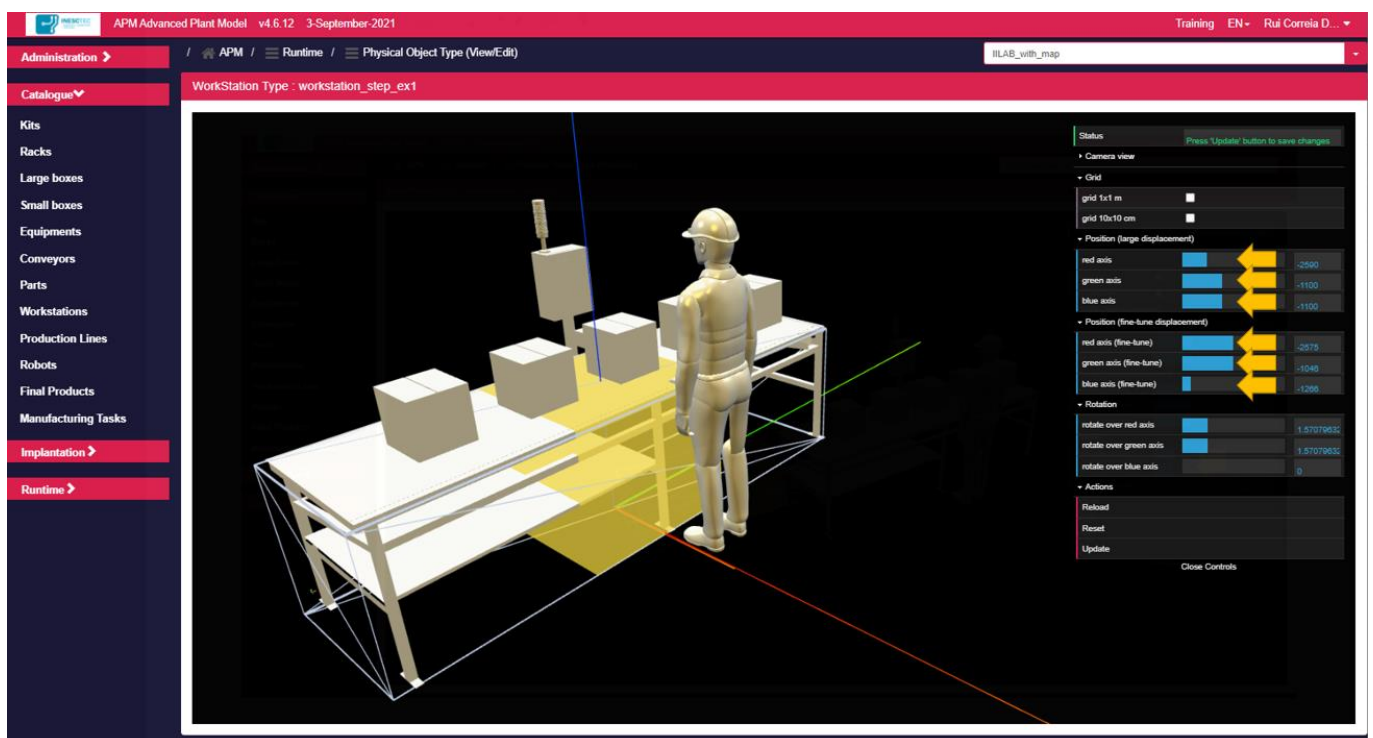 INESCTEC
APM Advanced Plant Model v4.6.12 3-September-2021
Training EN Rui Correia D...
Administration
/ APM / Runtime / Physical Object Type (View/Edit)
IILAB_with_map
Catalogue
WorkStation Type : workstation_step_ex1
Kits
Racks
Large boxes
Small boxes
Equipments
Conveyors
Parts
Workstations
Production Lines
Robots
Final Products
Manufacturing Tasks
Implantation
Runtime
Status Press 'Update' button to save changes
Camera view
Grid
grid 1x1 m
grid 10x10 cm
Position (large displacement)
red axis -2590
green axis -1100
blue axis -1100
Position (fine-tune displacement)
red axis (fine-tune) -2575
green axis (fine-tune) -1046
blue axis (fine-tune) -1266
Rotation
rotate over red axis 1.57079632
rotate over green axis 1.57079632
rotate over blue axis 0
Actions
Reload
Reset
Update
Close Controls